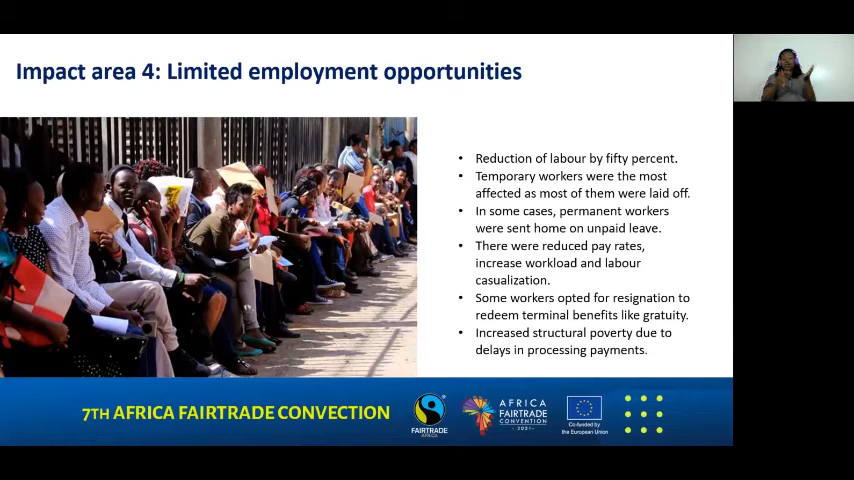 Impact area 4: Limited employment opportunities
• Reduction of labour by fifty percent.
• Temporary workers were the most
affected as most of them were laid off.
• In some cases, permanent workers
were sent home on unpaid leave.
• There were reduced pay rates,
increase workload and labour
casualization.
• Some workers opted for resignation to
redeem terminal benefits like gratuity.
• Increased structural poverty due to
delays in processing payments.
7TH AFRICA FAIRTRADE CONVECTION
FAIRTRADE
AFRICA
AFRICA
FAIRTRADE
CONVENTION
- 2021 -
Co-funded by
the European Union